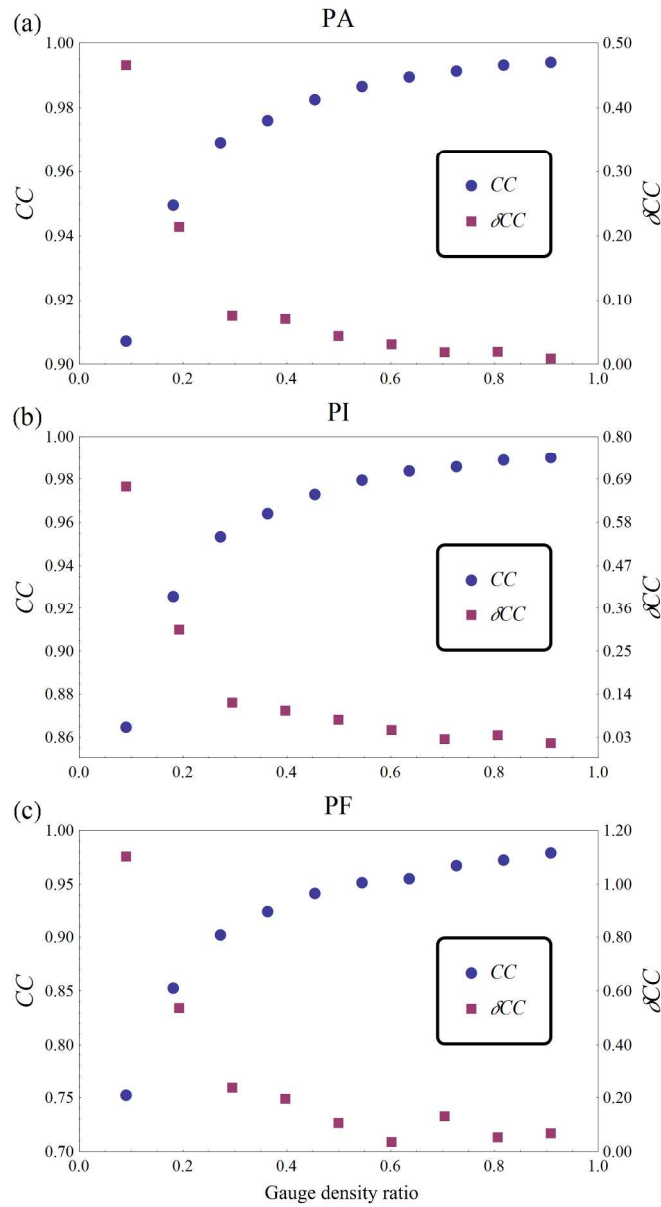 (a) PA
1.00 0.50
0.98 0.40
0.96 0.30
CC CC δCC
δCC
0.94 0.20
0.92 0.10
0.90 0.00
0.0 0.2 0.4 0.6 0.8 1.0
(b) PI
1.00 0.80
0.98 0.69
0.96 0.58
0.94 0.47
CC CC δCC
0.92 0.36
δCC
0.90 0.25
0.88 0.14
0.86 0.03
0.0 0.2 0.4 0.6 0.8 1.0
(c) PF
1.00 1.20
0.95 1.00
0.90 0.80
CC CC δCC
0.85 0.60
δCC
0.80 0.40
0.75 0.20
0.70 0.00
0.0 0.2 0.4 0.6 0.8 1.0
Gauge density ratio